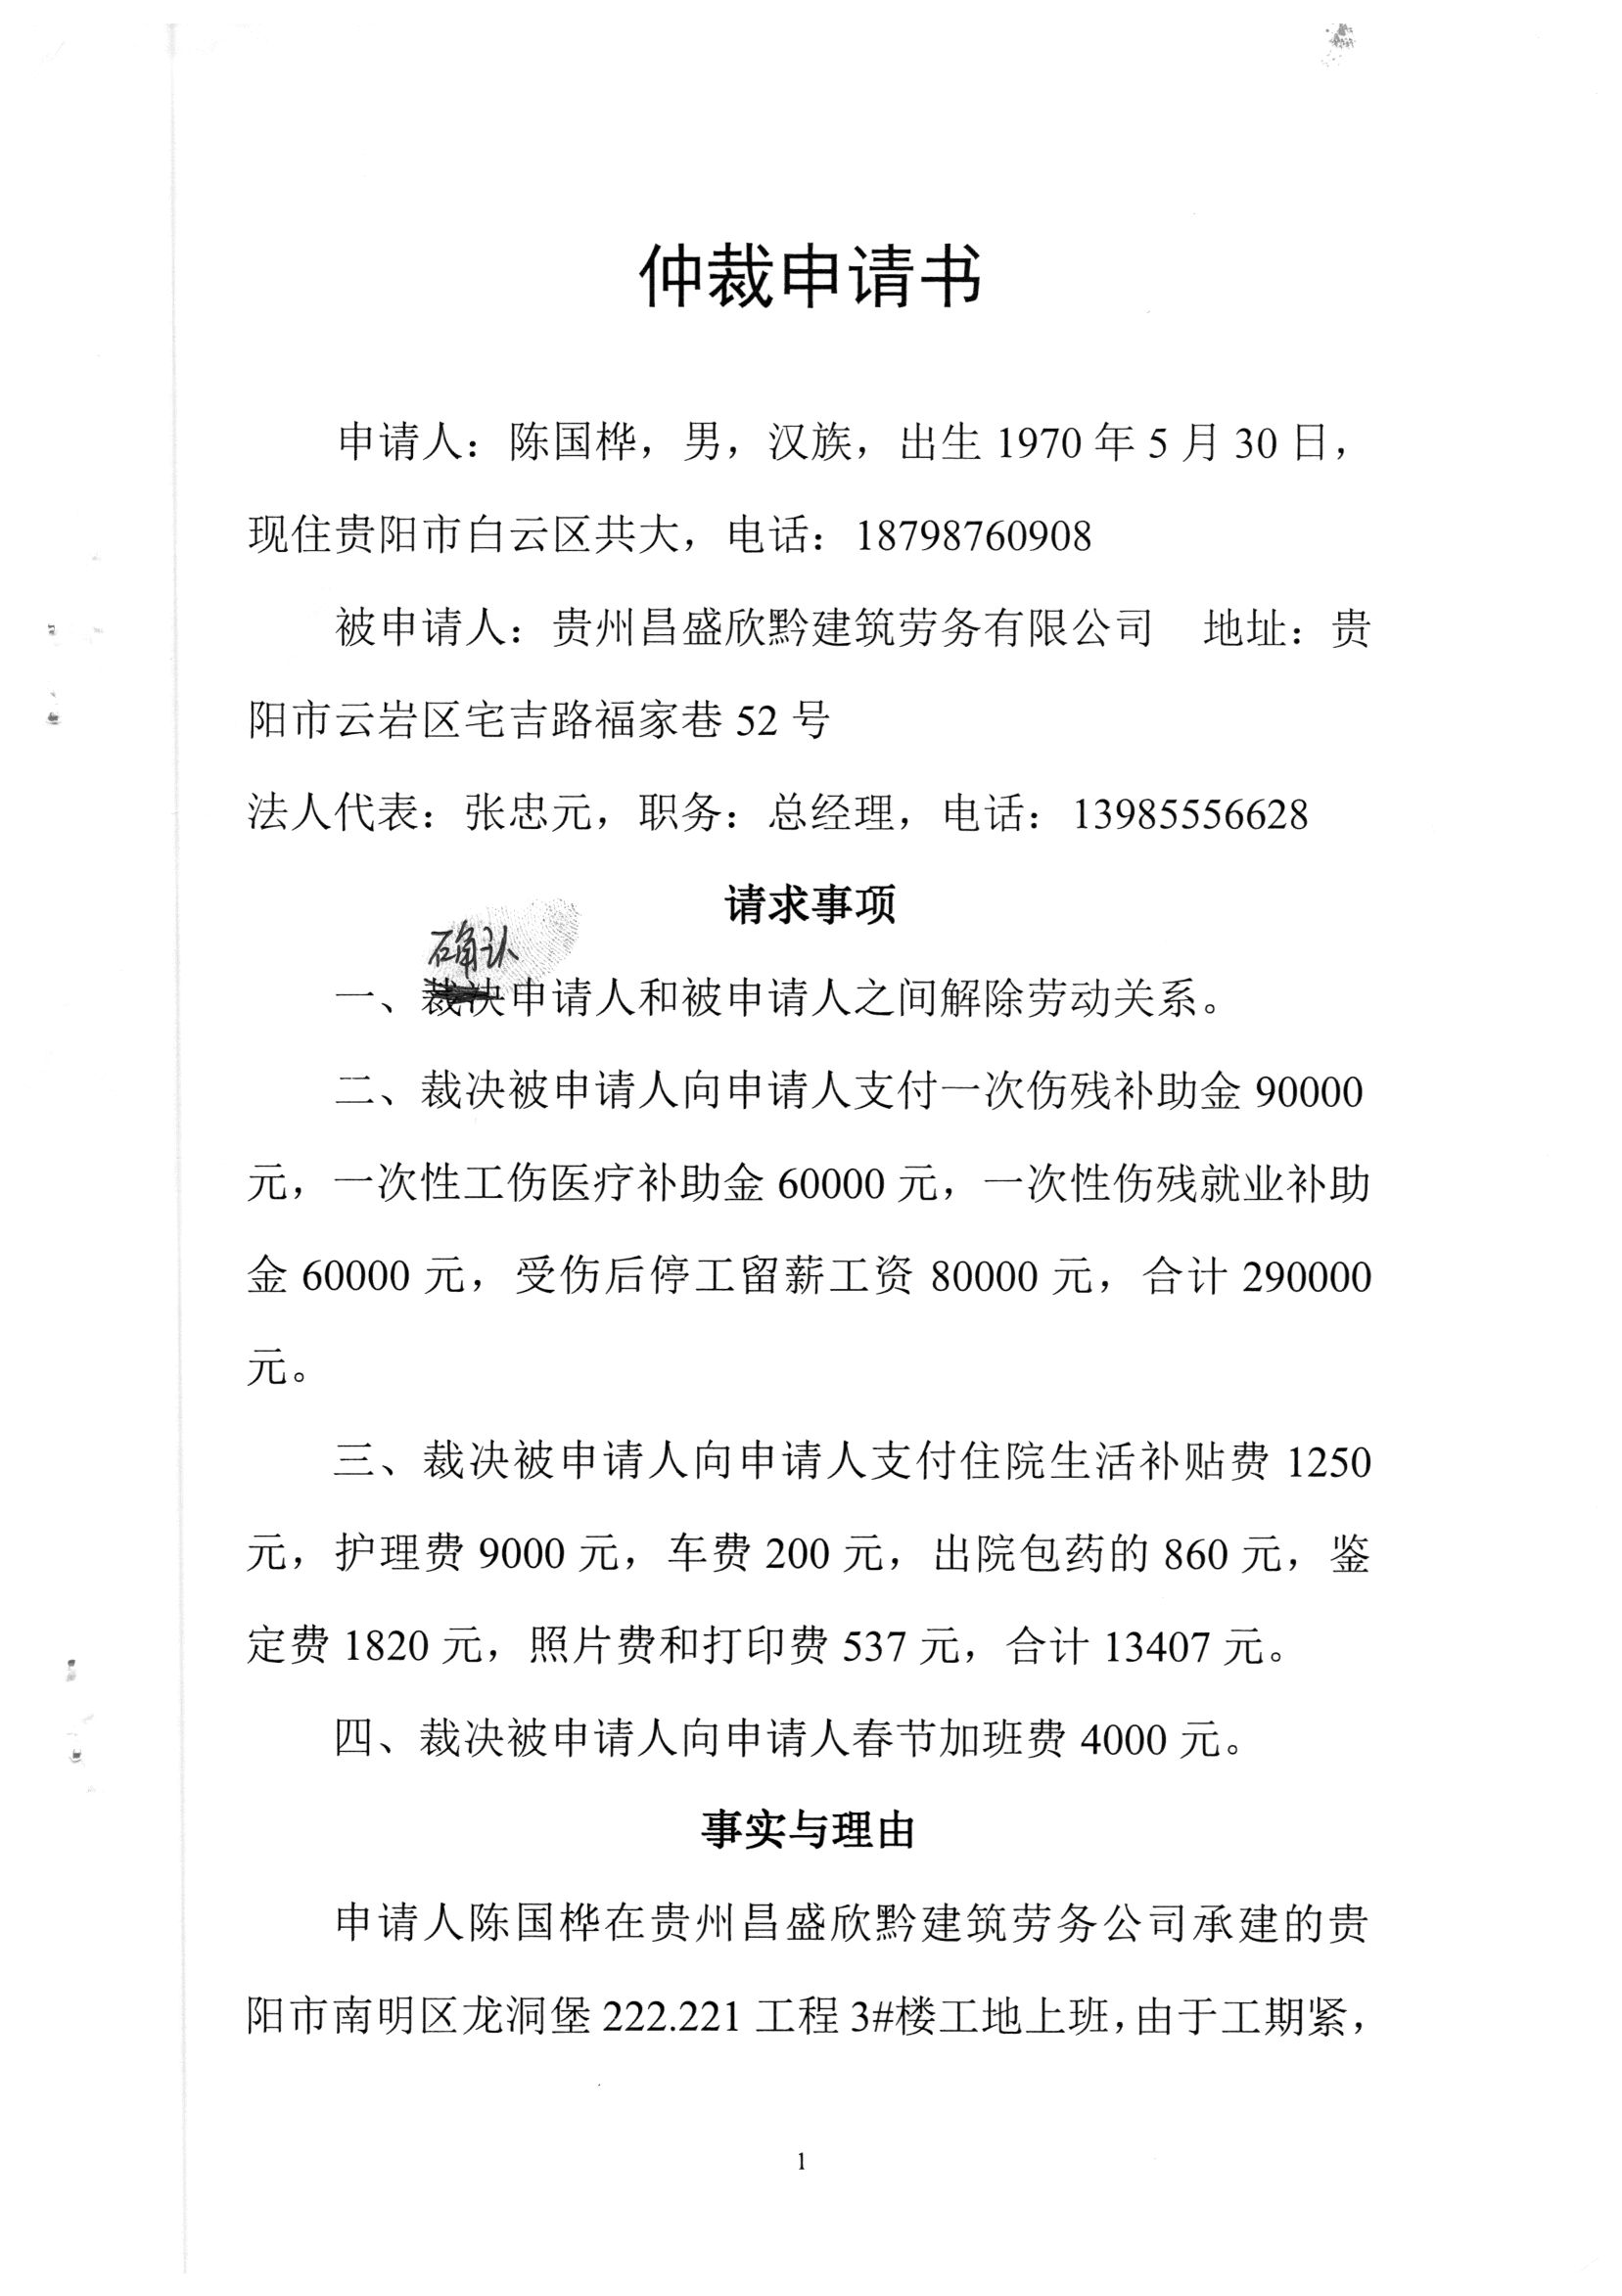 仲裁申请书
申请人：陈国桦，男，汉族，出生 1970 年 5 月 30 日，
现住贵阳市白云区共大，电话：18798760908
被申请人：贵州昌盛欣黔建筑劳务有限公司 地址：贵
阳市云岩区宅吉路福家巷 52 号
法人代表：张忠元，职务：总经理，电话：13985556628
请求事项
确认
一、裁决申请人和被申请人之间解除劳动关系。
二、裁决被申请人向申请人支付一次伤残补助金 90000
元，一次性工伤医疗补助金 60000 元，一次性伤残就业补助
金 60000 元，受伤后停工留薪工资 80000 元，合计 290000
元。
三、裁决被申请人向申请人支付住院生活补贴费 1250
元，护理费 9000 元，车费 200 元，出院包药的 860 元，鉴
定费 1820 元，照片费和打印费 537 元，合计 13407 元。
四、裁决被申请人向申请人春节加班费 4000 元。
事实与理由
申请人陈国桦在贵州昌盛欣黔建筑劳务公司承建的贵
阳市南明区龙洞堡 222.221 工程 3#楼工地上班，由于工期紧，
1